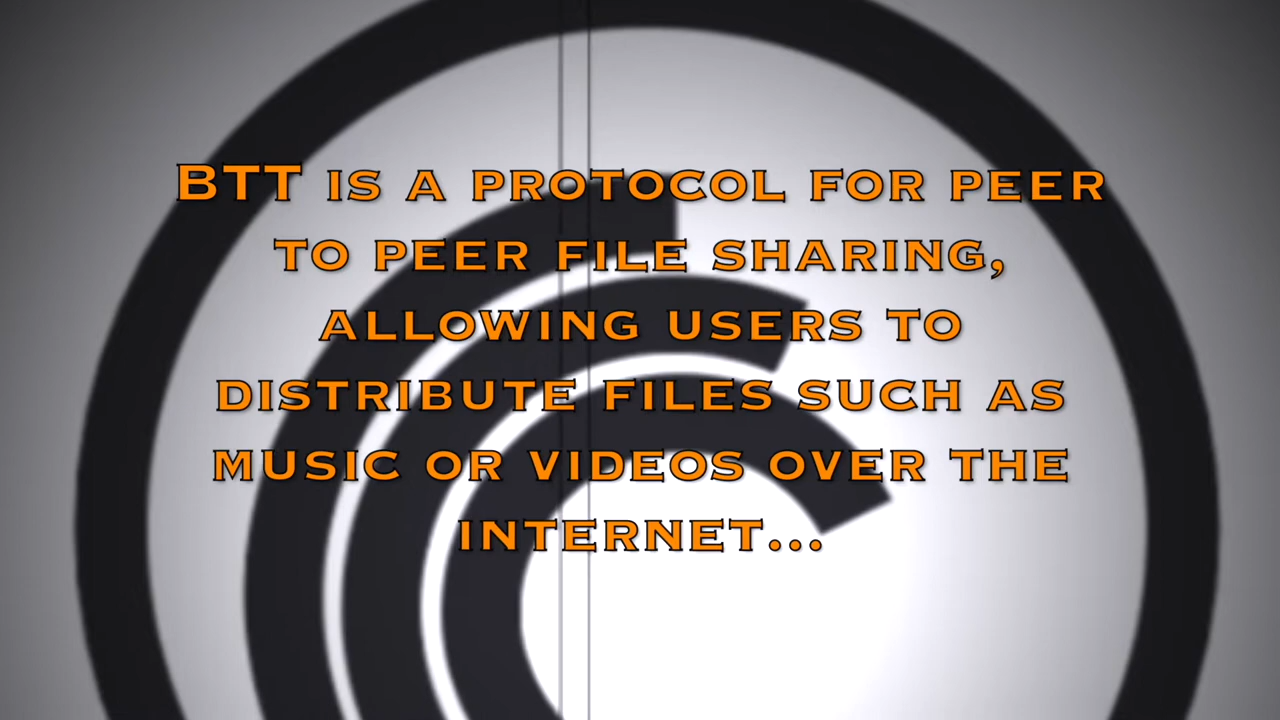 BTT IS A PROTOCOL FOR PEER
TO PEER FILE SHARING,
ALLOWING USERS TO
DISTRIBUTE FILES SUCH AS
MUSIC OR VIDEOS OVER THE
INTERNET...